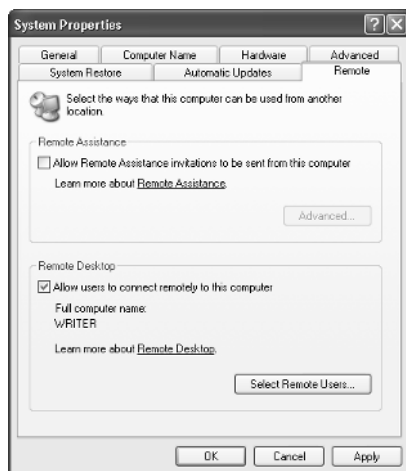 System Properties
General Computer Name Hardware Advanced
System Restore Automatic Updates Remote
Select the ways that this computer can be used from another
location.
Remote Assistance
Allow Remote Assistance invitations to be sent from this computer
Learn more about Remote Assistance.
Advanced...
Remote Desktop
Allow users to connect remotely to this computer
Full computer name:
WRITER
Learn more about Remote Desktop.
Select Remote Users...
OK Cancel Apply